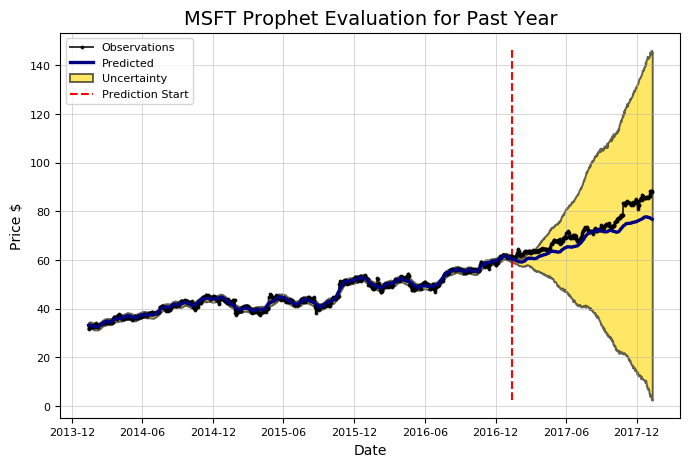 MSFT Prophet Evaluation for Past Year
Observations
Predicted
Uncertainty
Prediction Start
Price $
140
120
100
80
60
40
20
0
2013-12 2014-06 2014-12 2015-06 2015-12 2016-06 2016-12 2017-06 2017-12
Date